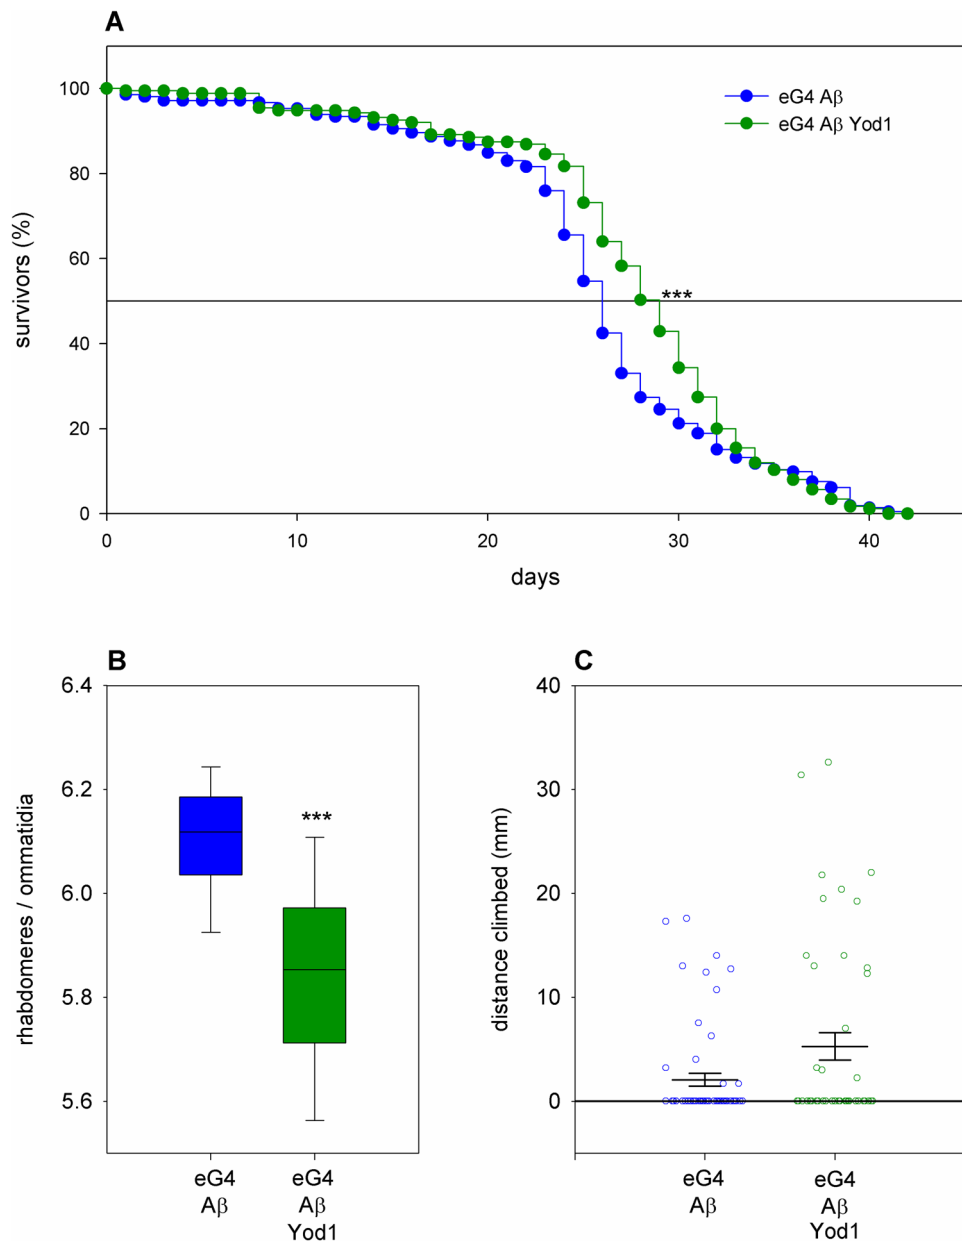 A
100
80
60
40
20
0
survivors (%)
eG4 Aβ
eG4 Aβ Yod1
***
0 10 20 30 40
days
B
6.4
6.2
6.0
5.8
5.6
rhabdomeres / ommatidia
***
eG4
Aβ
eG4
Aβ
Yod1
C
40
30
20
10
0
distance climbed (mm)
eG4
Aβ
eG4
Aβ
Yod1